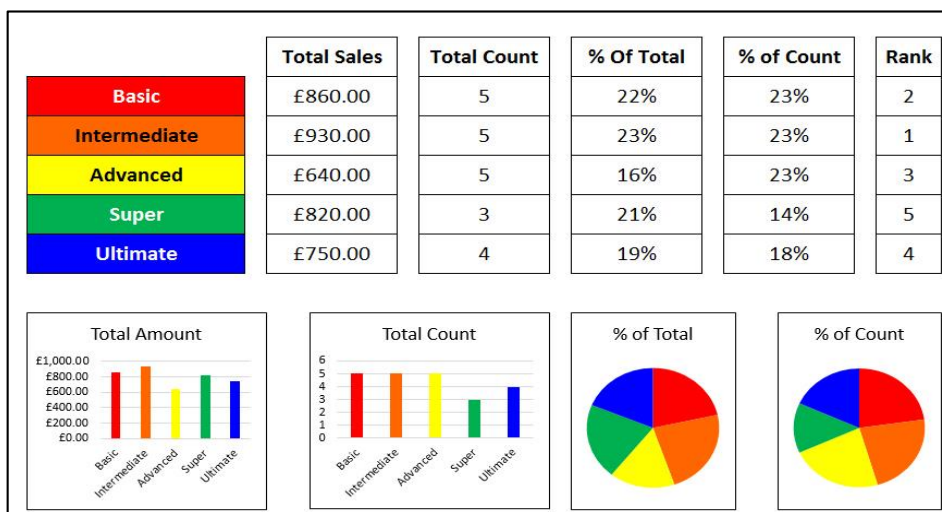 Total Sales Total Count % Of Total % of Count Rank
Basic £860.00 5 22% 23% 2
Intermediate £930.00 5 23% 23% 1
Advanced £640.00 5 16% 23% 3
Super £820.00 3 21% 14% 5
Ultimate £750.00 4 19% 18% 4
Total Amount
£1,000.00
£800.00
£600.00
£400.00
£200.00
£0.00
Basic
Intermediate
Advanced
Super
Ultimate
Total Count
6
5
4
3
2
1
0
Basic
Intermediate
Advanced
Super
Ultimate
% of Total
% of Count